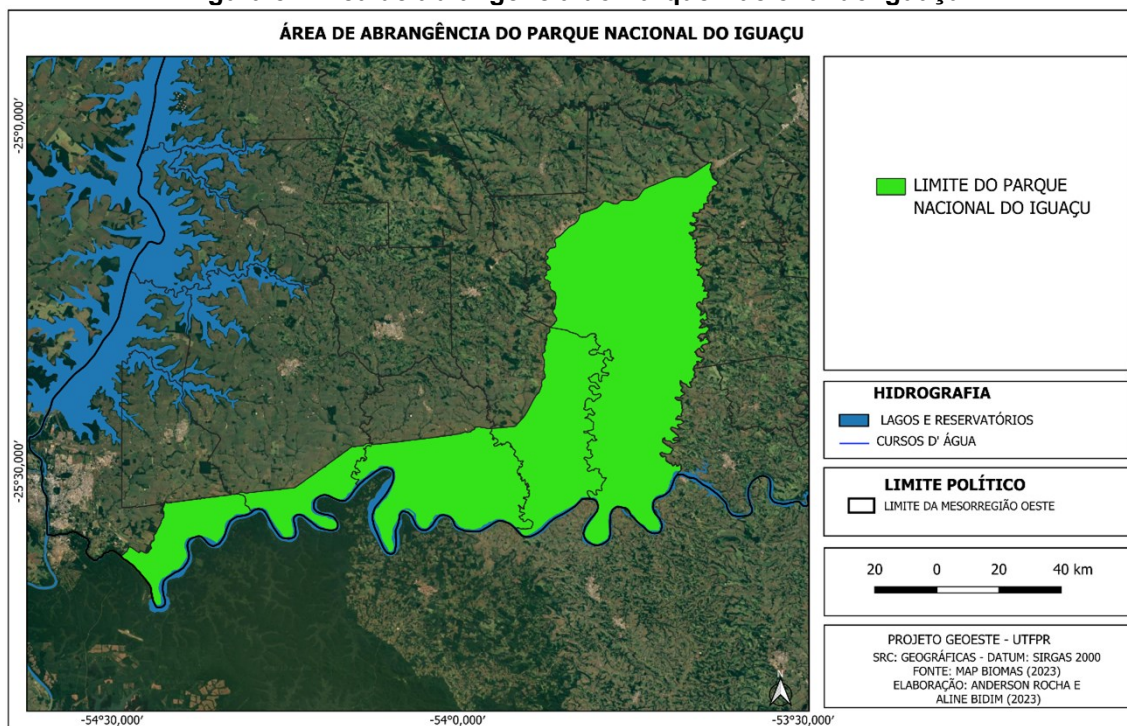 ÁREA DE ABRANGÊNCIA DO PARQUE NACIONAL DO IGUAÇU
-25°0,000'
-25°30,000'
-54°30,000'
-54°0,000'
-53°30,000'
LIMITE DO PARQUE
NACIONAL DO IGUAÇU
HIDROGRAFIA
LAGOS E RESERVATÓRIOS
CURSOS D' ÁGUA
LIMITE POLÍTICO
LIMITE DA MESORREGIÃO OESTE
20 0 20 40 km
PROJETO GEOESTE - UTFPR
SRC: GEOGRÁFICAS - DATUM: SIRGAS 2000
FONTE: MAP BIOMAS (2023)
ELABORAÇÃO: ANDERSON ROCHA E
ALINE BIDIM (2023)